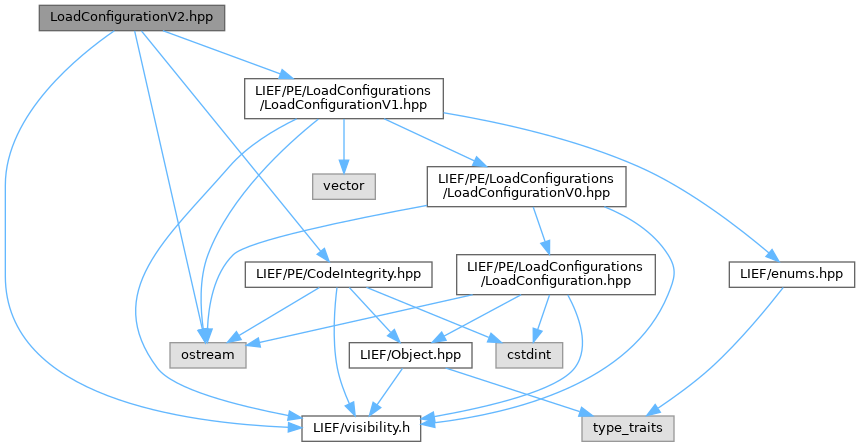 LoadConfigurationV2.hpp
LIEF/PE/LoadConfigurations
/LoadConfigurationV1.hpp
vector
LIEF/PE/LoadConfigurations
/LoadConfigurationV0.hpp
LIEF/PE/CodeIntegrity.hpp
LIEF/PE/LoadConfigurations
/LoadConfiguration.hpp
LIEF/enums.hpp
ostream
LIEF/Object.hpp
cstdint
LIEF/visibility.h
type_traits